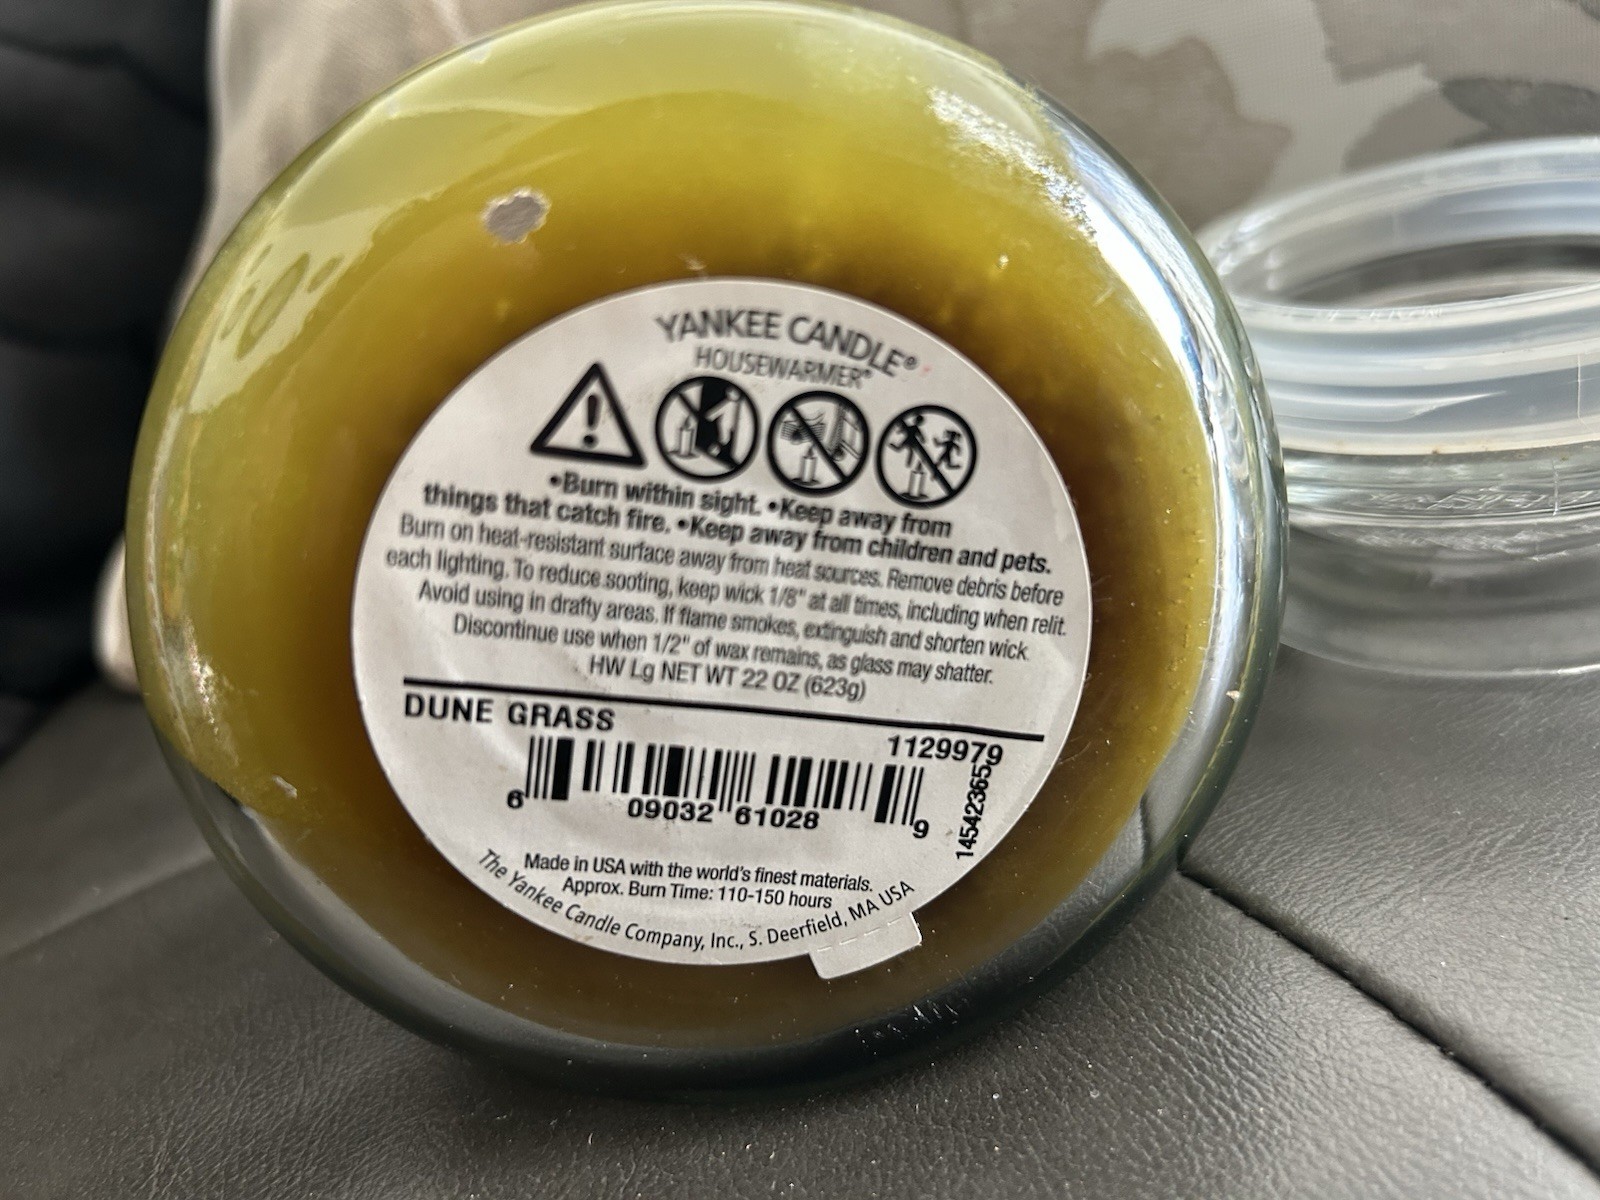 YANKEE CANDLE®
HOUSEWARMER®
•Burn within sight. •Keep away from
things that catch fire. •Keep away from children and pets.
Burn on heat-resistant surface away from heat sources. Remove debris before
each lighting. To reduce sooting, keep wick 1/8" at all times, including when relit.
Avoid using in drafty areas. If flame smokes, extinguish and shorten wick.
Discontinue use when 1/2" of wax remains, as glass may shatter.
HW Lg NET WT 22 OZ (623g)
DUNE GRASS
1129979
6 09032 61028 9
145423659
Made in USA with the world's finest materials.
Approx. Burn Time: 110-150 hours
The Yankee Candle Company, Inc., S. Deerfield, MA USA